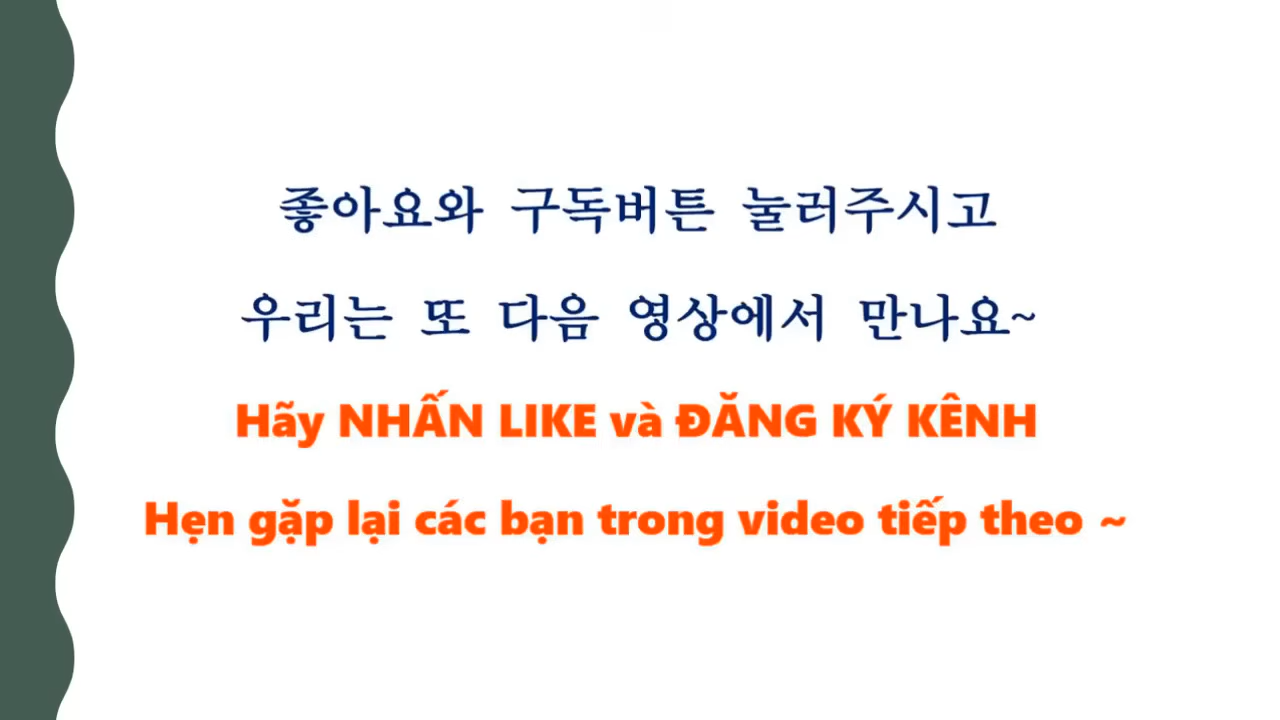 좋아요와 구독버튼 눌러주시고
우리는 또 다음 영상에서 만나요~
Hãy NHẤN LIKE và ĐĂNG KÝ KÊNH
Hẹn gặp lại các bạn trong video tiếp theo ~